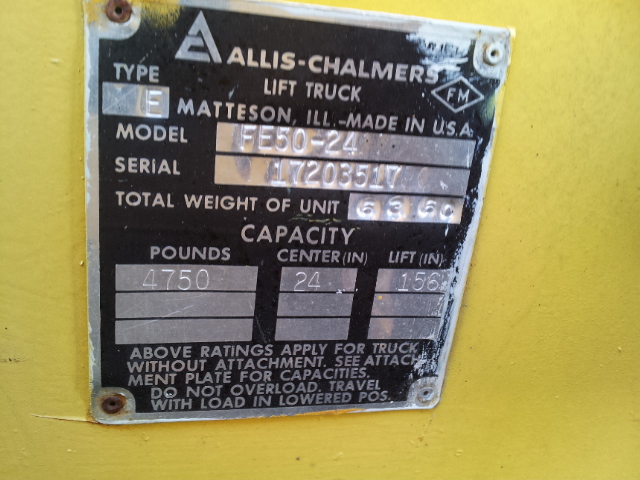 ALLIS-CHALMERS
LIFT TRUCK
TYPE
E
FM
MATTESON, ILL.-MADE IN U.S.A.
MODEL FE50-24
SERIAL 17203517
TOTAL WEIGHT OF UNIT 6360
CAPACITY
POUNDS CENTER(IN) LIFT(IN)
4750 24 156
ABOVE RATINGS APPLY FOR TRUCK
WITHOUT ATTACHMENT. SEE ATTACH-
MENT PLATE FOR CAPACITIES.
DO NOT OVERLOAD. TRAVEL
WITH LOAD IN LOWERED POS.